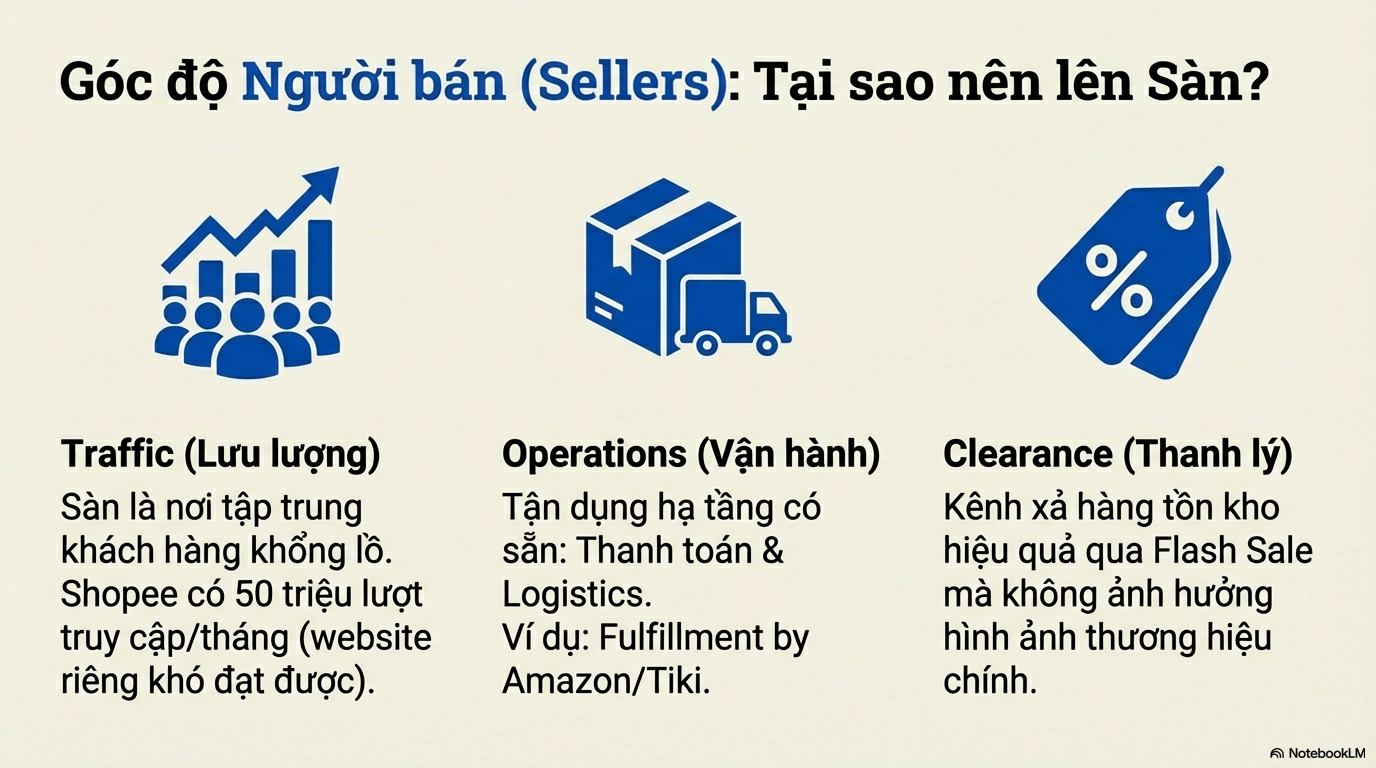 Góc độ Người bán (Sellers): Tại sao nên lên Sàn?
Traffic (Lưu lượng)
Sàn là nơi tập trung
khách hàng khổng lồ.
Shopee có 50 triệu lượt
truy cập/tháng (website
riêng khó đạt được).
Operations (Vận hành)
Tận dụng hạ tầng có
sẵn: Thanh toán &
Logistics.
Ví dụ: Fulfillment by
Amazon/Tiki.
Clearance (Thanh lý)
Kênh xả hàng tồn kho
hiệu quả qua Flash Sale
mà không ảnh hưởng
hình ảnh thương hiệu
chính.
NotebookLM